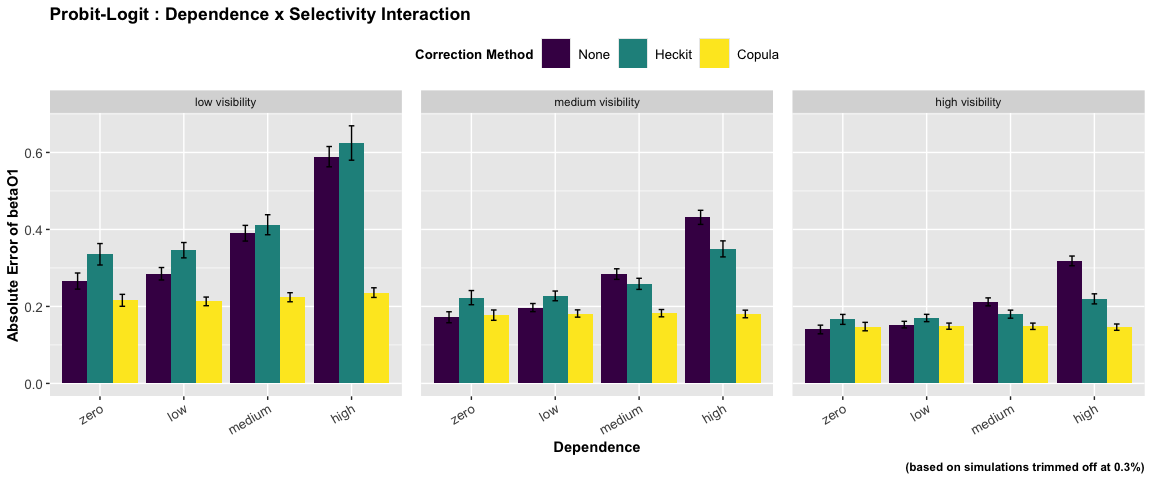 Probit-Logit : Dependence x Selectivity Interaction
Correction Method None Heckit Copula
low visibility medium visibility high visibility
Absolute Error of betaO1
0.6
0.4
0.2
0.0
zero low medium high zero low medium high zero low medium high
Dependence
(based on simulations trimmed off at 0.3%)